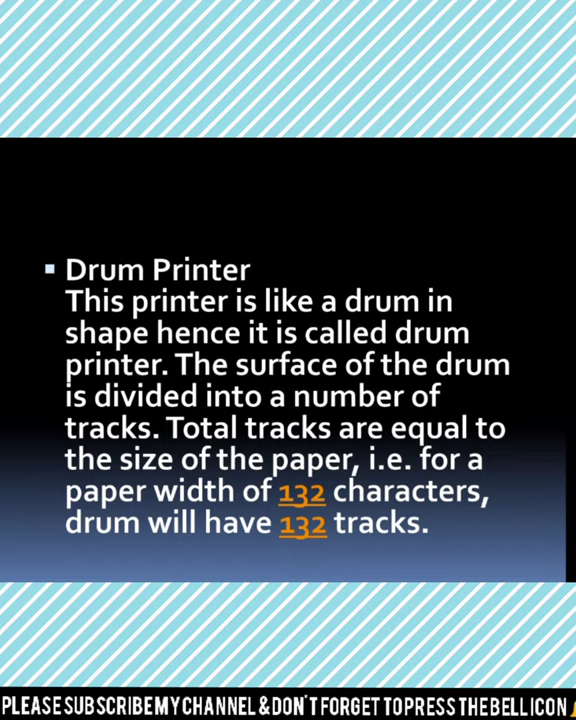 Drum Printer
This printer is like a drum in
shape hence it is called drum
printer. The surface of the drum
is divided into a number of
tracks. Total tracks are equal to
the size of the paper, i.e. for a
paper width of 132 characters,
drum will have 132 tracks.
PLEASE SUBSCRIBE MY CHANNEL & DON'T FORGET TO PRESS THE BELL ICON